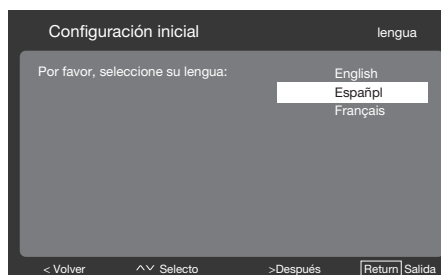 Configuración inicial lengua
Por favor, seleccione su lengua: English
Españpl
Français
< Volver ^v Selecto >Después Return Salida